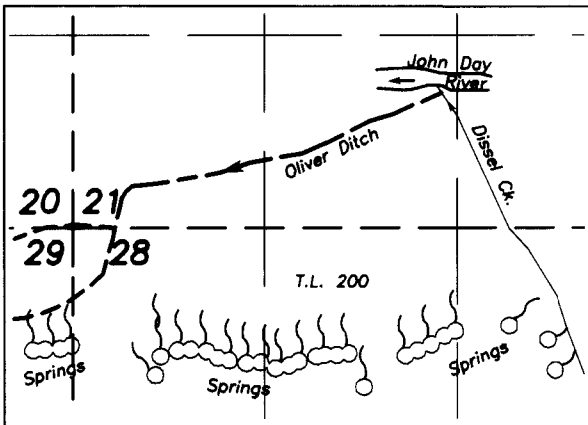 John Day
River
Oliver Ditch
Dissel Ck.
20 21
29 28
T.L. 200
Springs
Springs
Springs